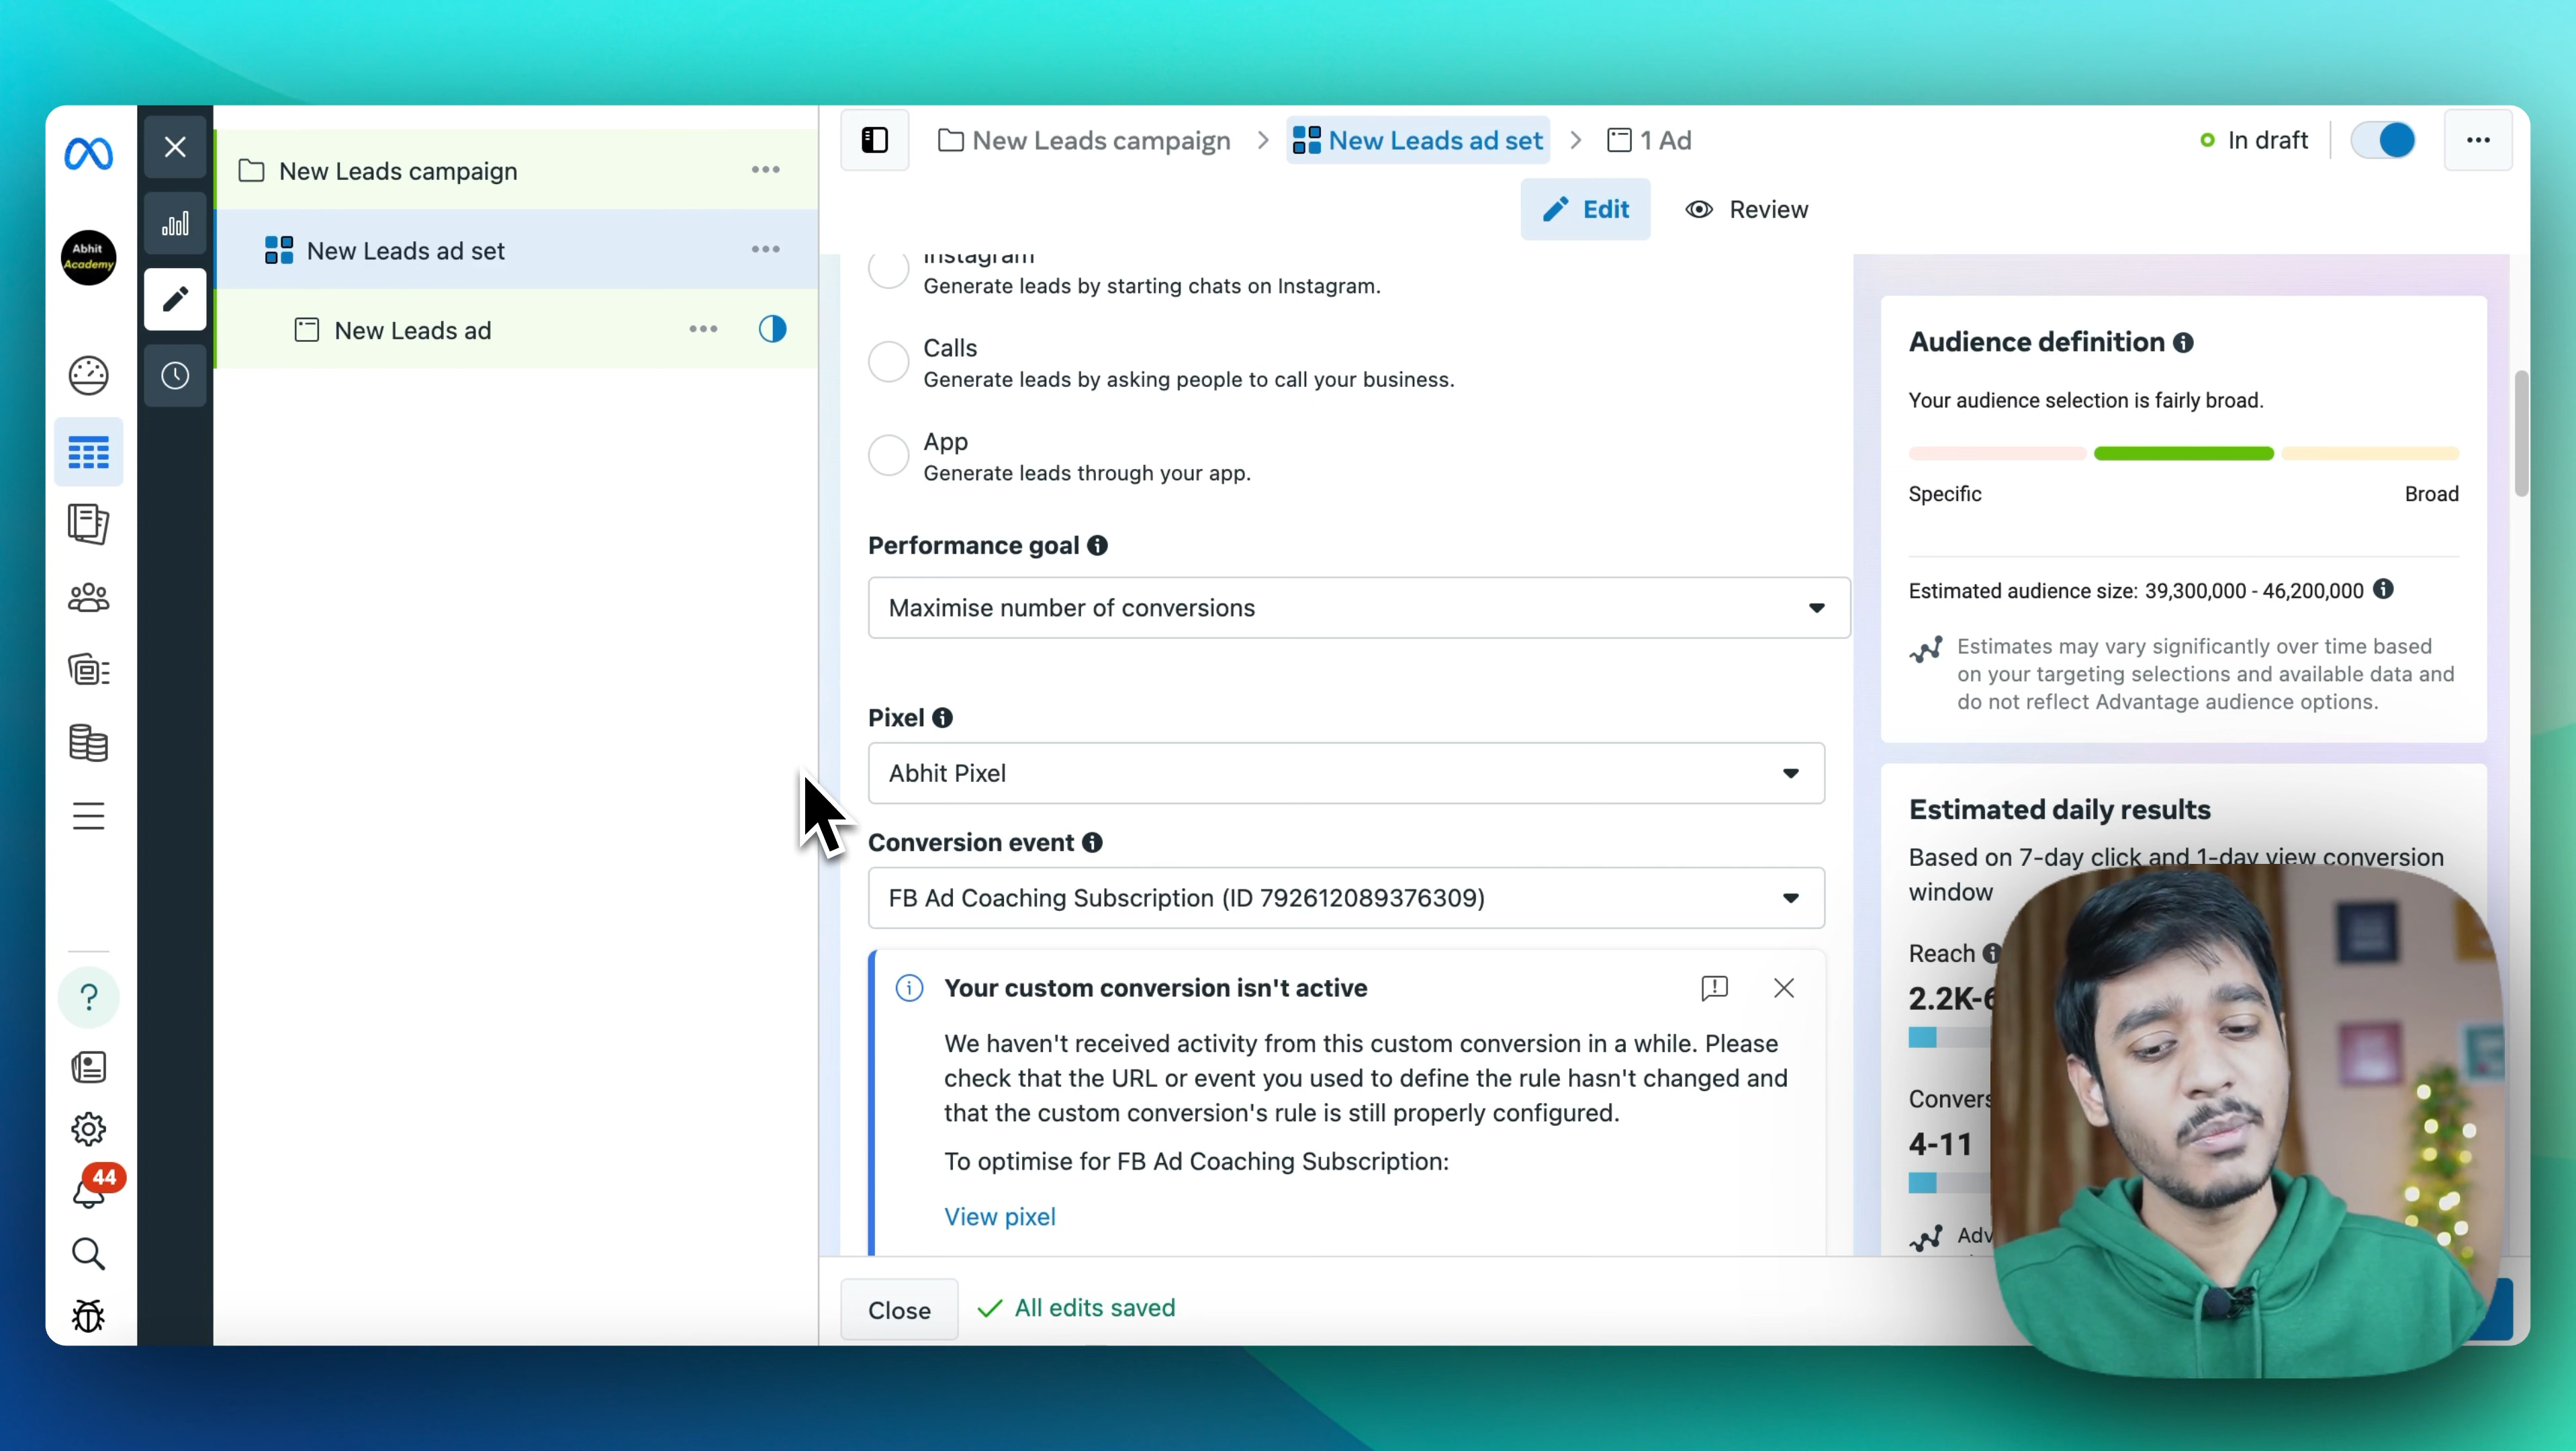 Abhit
Academy
44
New Leads campaign
New Leads ad set
New Leads ad
New Leads campaign
New Leads ad set
1 Ad
In draft
Edit
Review
Instagram
Generate leads by starting chats on Instagram.
Calls
Generate leads by asking people to call your business.
App
Generate leads through your app.
Performance goal
Maximise number of conversions
Pixel
Abhit Pixel
Conversion event
FB Ad Coaching Subscription (ID 792612089376309)
Your custom conversion isn't active
We haven't received activity from this custom conversion in a while. Please
check that the URL or event you used to define the rule hasn't changed and
that the custom conversion's rule is still properly configured.
To optimise for FB Ad Coaching Subscription:
View pixel
Close
All edits saved
Audience definition
Your audience selection is fairly broad.
Specific
Broad
Estimated audience size: 39,300,000 - 46,200,000
Estimates may vary significantly over time based
on your targeting selections and available data and
do not reflect Advantage audience options.
Estimated daily results
Based on 7-day click and 1-day view conversion
window
Reach
2.2K-6
Convers
4-11
Adv